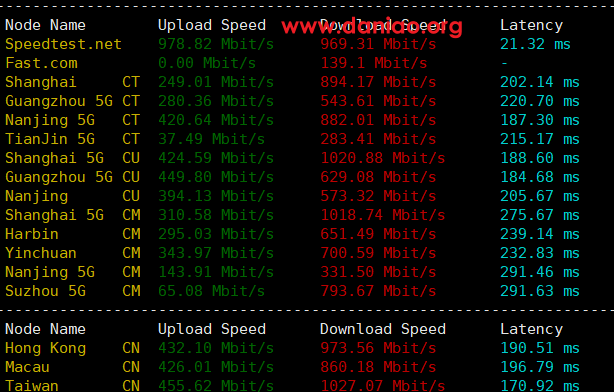 Node Name Upload Speed Download Speed Latency
www.daniao.org
Speedtest.net 978.82 Mbit/s 969.31 Mbit/s 21.32 ms
Fast.com 0.00 Mbit/s 139.1 Mbit/s -
Shanghai CT 249.01 Mbit/s 894.17 Mbit/s 202.14 ms
Guangzhou 5G CT 280.36 Mbit/s 543.61 Mbit/s 220.70 ms
Nanjing 5G CT 420.64 Mbit/s 882.01 Mbit/s 187.30 ms
TianJin 5G CT 37.49 Mbit/s 283.41 Mbit/s 215.17 ms
Shanghai 5G CU 424.59 Mbit/s 1020.88 Mbit/s 188.60 ms
Guangzhou 5G CU 449.80 Mbit/s 629.08 Mbit/s 184.68 ms
Nanjing CU 394.13 Mbit/s 573.32 Mbit/s 205.67 ms
Shanghai 5G CM 310.58 Mbit/s 1018.74 Mbit/s 275.67 ms
Harbin CM 295.03 Mbit/s 651.49 Mbit/s 239.14 ms
Yinchuan CM 343.97 Mbit/s 700.59 Mbit/s 232.83 ms
Nanjing 5G CM 143.91 Mbit/s 331.50 Mbit/s 291.46 ms
Suzhou 5G CM 65.08 Mbit/s 793.67 Mbit/s 291.63 ms
Node Name Upload Speed Download Speed Latency
Hong Kong CN 432.10 Mbit/s 973.56 Mbit/s 190.51 ms
Macau CN 426.01 Mbit/s 860.18 Mbit/s 196.79 ms
Taiwan CN 455.62 Mbit/s 1027.07 Mbit/s 170.92 ms